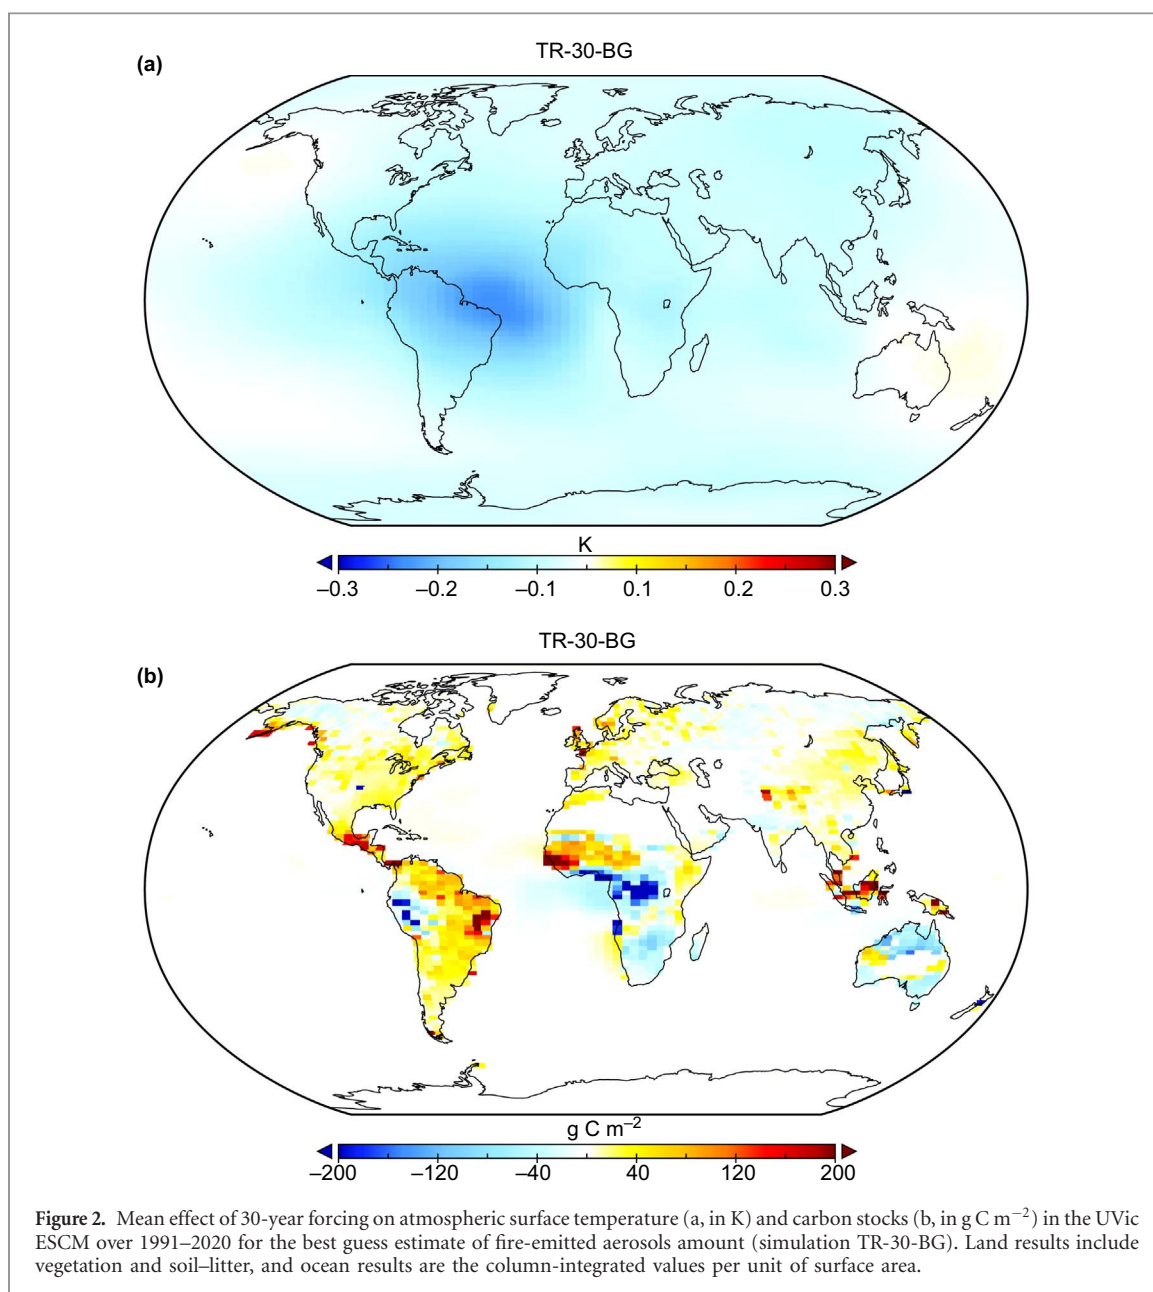 TR-30-BG
(a)
K
−0.3 −0.2 −0.1 0.1 0.2 0.3
TR-30-BG
(b)
g C m⁻²
−200 −120 −40 40 120 200
Figure 2. Mean effect of 30-year forcing on atmospheric surface temperature (a, in K) and carbon stocks (b, in g C m⁻²) in the UVic
ESCM over 1991–2020 for the best guess estimate of fire-emitted aerosols amount (simulation TR-30-BG). Land results include
vegetation and soil–litter, and ocean results are the column-integrated values per unit of surface area.